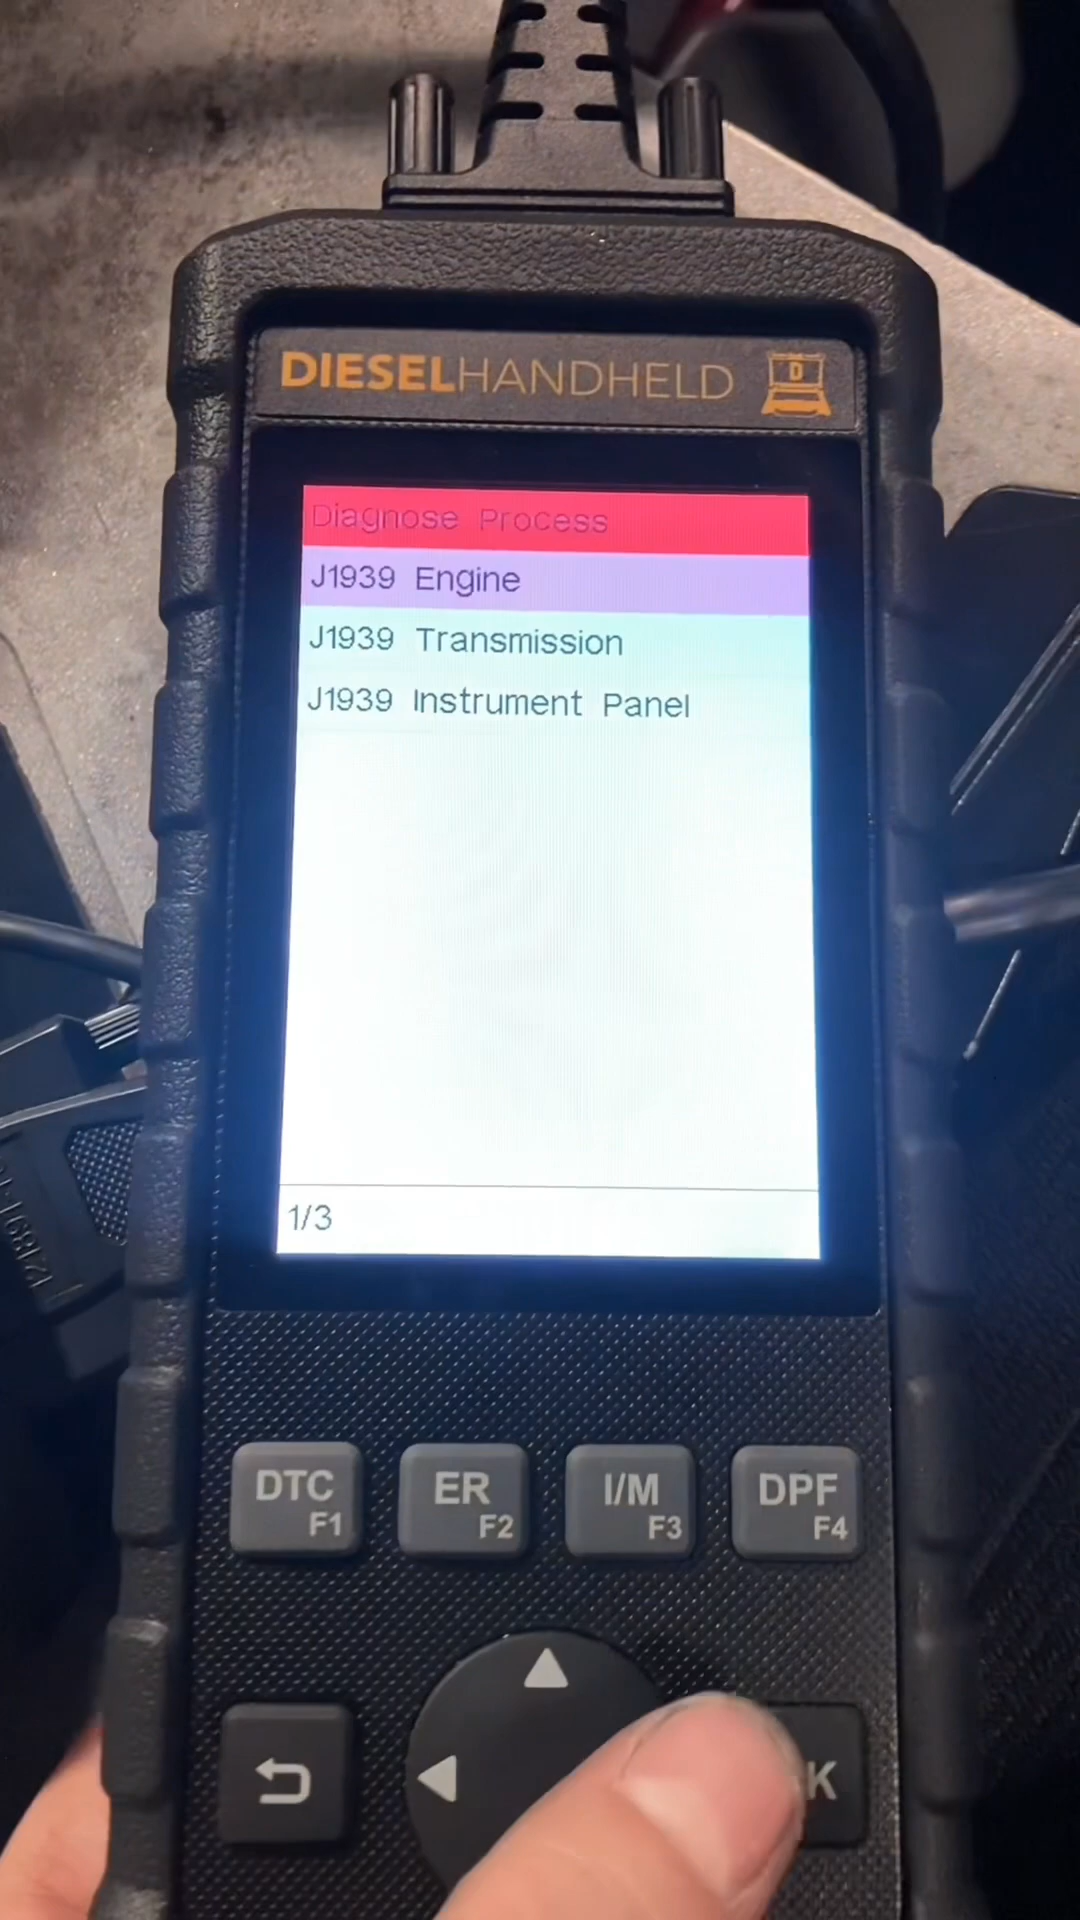 DIESELHANDHELD
D
Diagnose Process
J1939 Engine
J1939 Transmission
J1939 Instrument Panel
1/3
DTC
F1
ER
F2
I/M
F3
DPF
F4
K